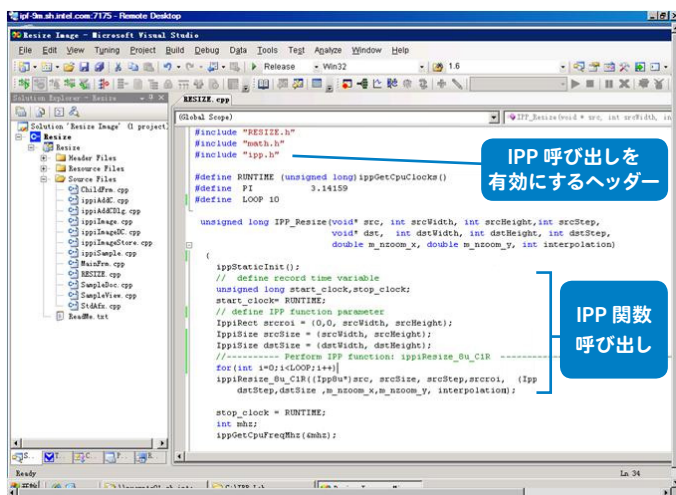 ipf-9m.sh.intel.com:7175 - Remote Desktop
Resize Image - Microsoft Visual Studio
File Edit View Tuning Project Build Debug Data Tools Test Analyze Window Help
Release Win32 1.6
Solution Explorer - Resize
RESIZE.cpp
(Global Scope)
IPP_Resize(void * src, int srcWidth, in
Solution 'Resize Image' (1 project)
Resize
Resize
Header Files
Resource Files
Source Files
ChildFrm.cpp
ippiAddC.cpp
ippiAddCDlg.cpp
ippiImage.cpp
ippiImageDC.cpp
ippiImageStore.cpp
ippiSample.cpp
MainFrm.cpp
RESIZE.cpp
SampleDoc.cpp
SampleView.cpp
StdAfx.cpp
ReadMe.txt
#include "RESIZE.h"
#include "math.h"
#include "ipp.h"
#define RUNTIME (unsigned long)ippGetCpuClocks()
#define PI 3.14159
#define LOOP 10
unsigned long IPP_Resize(void* src, int srcWidth, int srcHeight,int srcStep,
void* dst, int dstWidth, int dstHeight, int dstStep,
double m_nzoom_x, double m_nzoom_y, int interpolation)
{
ippStaticInit();
// define record time variable
unsigned long start_clock,stop_clock;
start_clock= RUNTIME;
// define IPP function parameter
IppiRect srcroi = {0,0, srcWidth, srcHeight};
IppiSize srcSize = {srcWidth, srcHeight};
IppiSize dstSize = {dstWidth, dstHeight};
//---------- Perform IPP function: ippiResize_8u_C1R ----------
for(int i=0;i<LOOP;i++)
ippiResize_8u_C1R((Ipp8u*)src, srcSize, srcStep,srcroi, (Ipp
dstStep,dstSize ,m_nzoom_x,m_nzoom_y, interpolation);
stop_clock = RUNTIME;
int mhz;
ippGetCpuFreqMhz(&mhz);
IPP 呼び出しを
有効にするヘッダー
IPP 関数
呼び出し
Ready
Ln 34